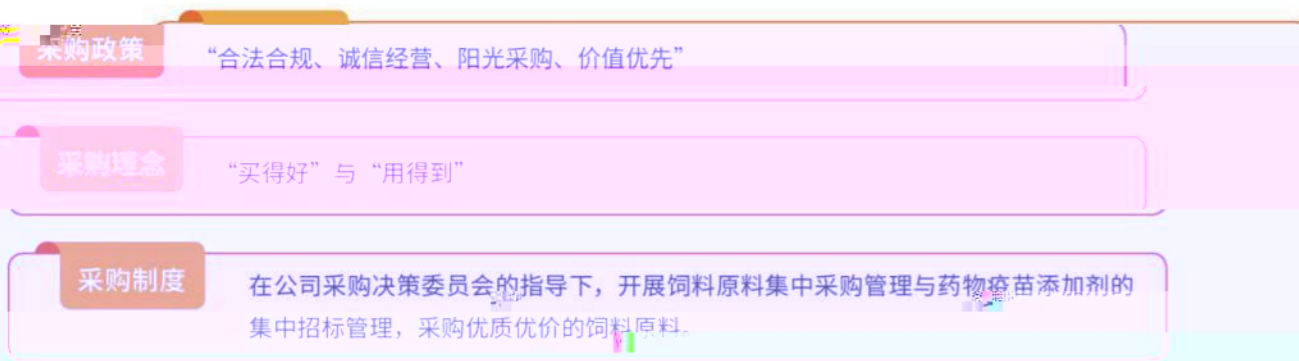 采购政策
“合法合规、诚信经营、阳光采购、价值优先”
采购理念
“买得好”与“用得到”
采购制度
在公司采购决策委员会的指导下，开展饲料原料集中采购管理与药物疫苗添加剂的
集中招标管理，采购优质优价的饲料原料。